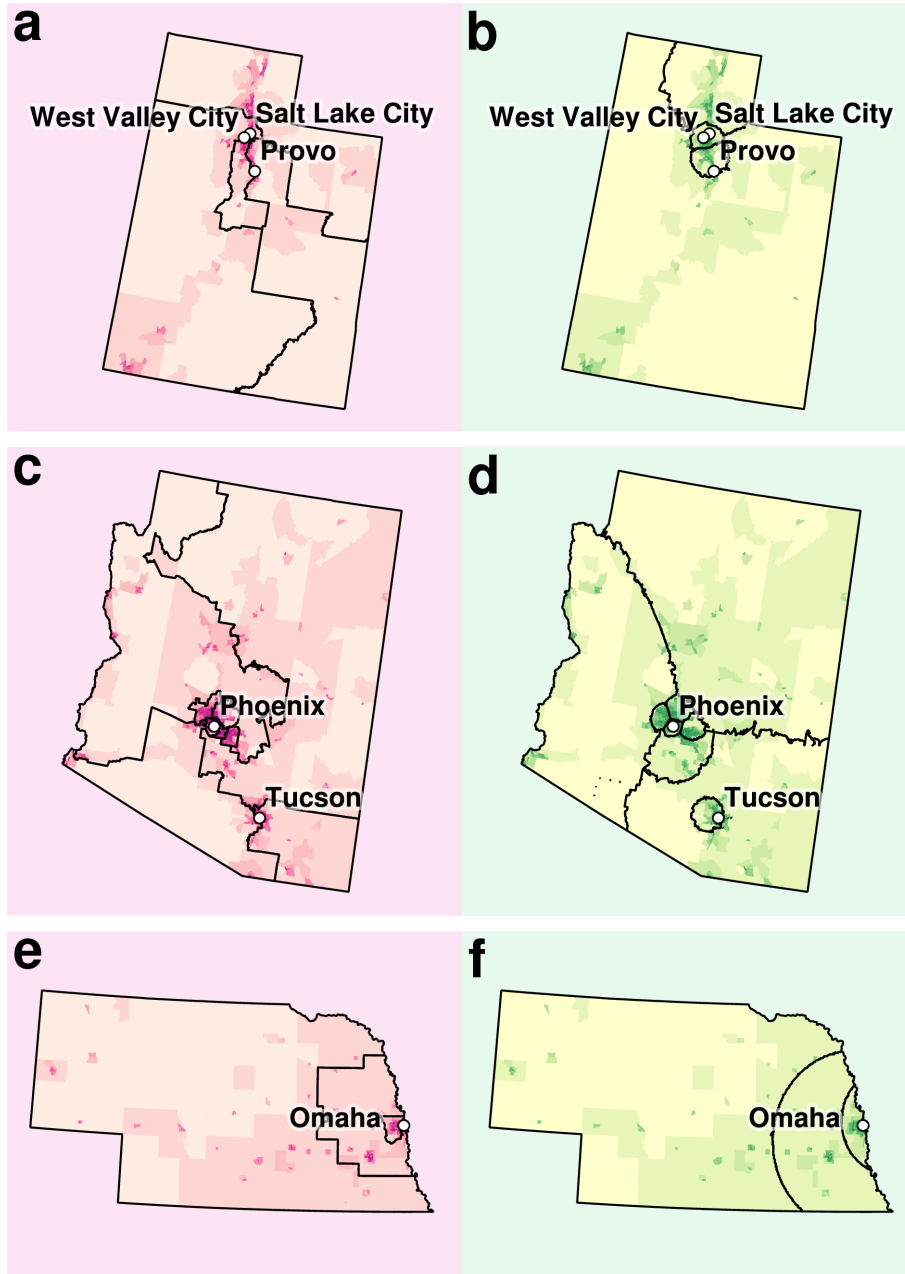 a
b
West Valley City
Salt Lake City
Provo
West Valley City
Salt Lake City
Provo
c
d
Phoenix
Tucson
Phoenix
Tucson
e
f
Omaha
Omaha